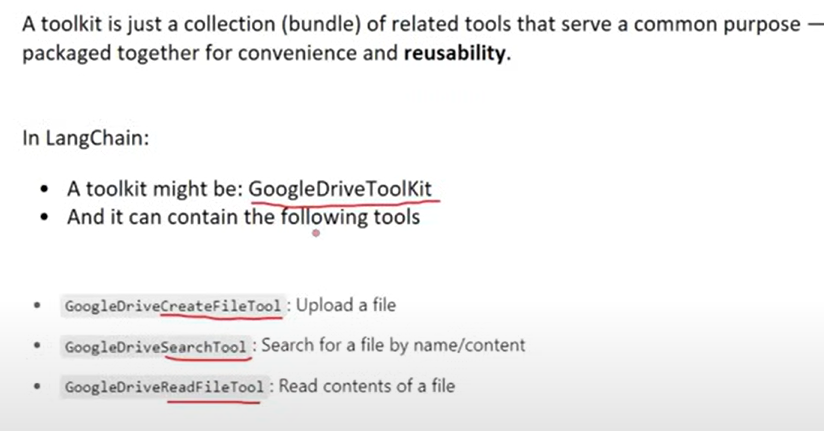 A toolkit is just a collection (bundle) of related tools that serve a common purpose —
packaged together for convenience and reusability.
In LangChain:
• A toolkit might be: GoogleDriveToolKit
• And it can contain the following tools
• GoogleDriveCreateFileTool : Upload a file
• GoogleDriveSearchTool : Search for a file by name/content
• GoogleDriveReadFileTool : Read contents of a file